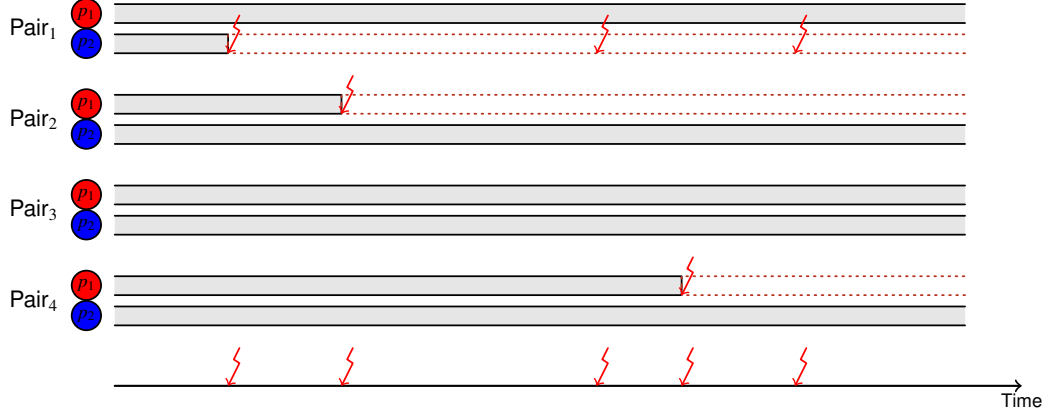 Pair₁ p₁
p₂
Pair₂ p₁
p₂
Pair₃ p₁
p₂
Pair₄ p₁
p₂
Time